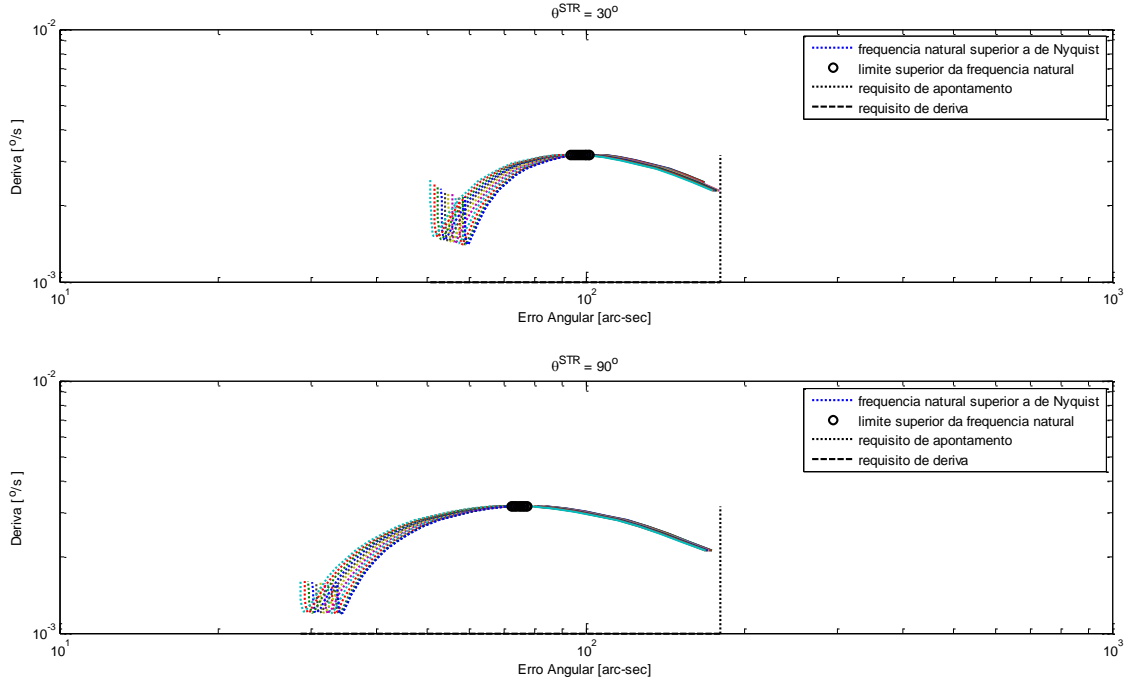 θ^STR = 30^o
10^-2
frequencia natural superior a de Nyquist
limite superior da frequencia natural
requisito de apontamento
requisito de deriva
Deriva [ ^o/s ]
10^-3
10^1
10^2
10^3
Erro Angular [arc-sec]
θ^STR = 90^o
10^-2
frequencia natural superior a de Nyquist
limite superior da frequencia natural
requisito de apontamento
requisito de deriva
Deriva [ ^o/s ]
10^-3
10^1
10^2
10^3
Erro Angular [arc-sec]